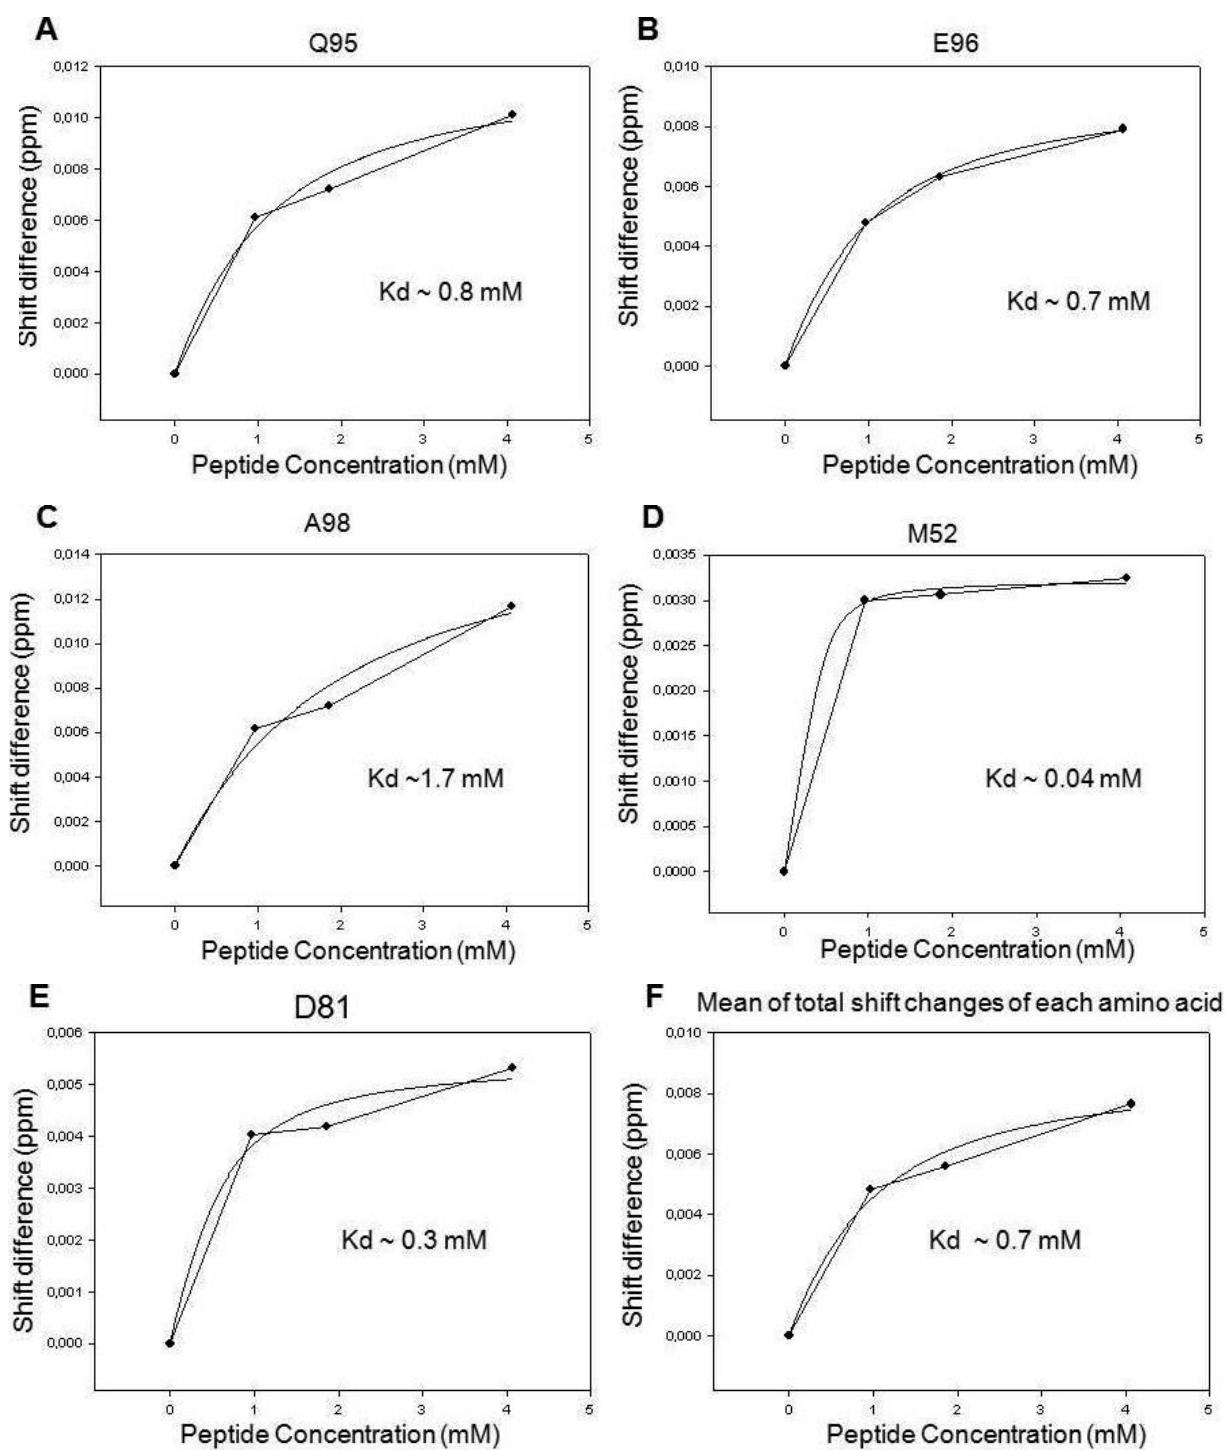 A
Q95
Shift difference (ppm)
0,012
0,010
0,008
0,006
0,004
0,002
0,000
Kd ~ 0.8 mM
0 1 2 3 4 5
Peptide Concentration (mM)
B
E96
Shift difference (ppm)
0,010
0,008
0,006
0,004
0,002
0,000
Kd ~ 0.7 mM
0 1 2 3 4 5
Peptide Concentration (mM)
C
A98
Shift difference (ppm)
0,014
0,012
0,010
0,008
0,006
0,004
0,002
0,000
Kd ~1.7 mM
0 1 2 3 4 5
Peptide Concentration (mM)
D
M52
Shift difference (ppm)
0,0035
0,0030
0,0025
0,0020
0,0015
0,0010
0,0005
0,0000
Kd ~ 0.04 mM
0 1 2 3 4 5
Peptide Concentration (mM)
E
D81
Shift difference (ppm)
0,006
0,005
0,004
0,003
0,002
0,001
0,000
Kd ~ 0.3 mM
0 1 2 3 4 5
Peptide Concentration (mM)
F
Mean of total shift changes of each amino acid
Shift difference (ppm)
0,010
0,008
0,006
0,004
0,002
0,000
Kd ~ 0.7 mM
0 1 2 3 4 5
Peptide Concentration (mM)